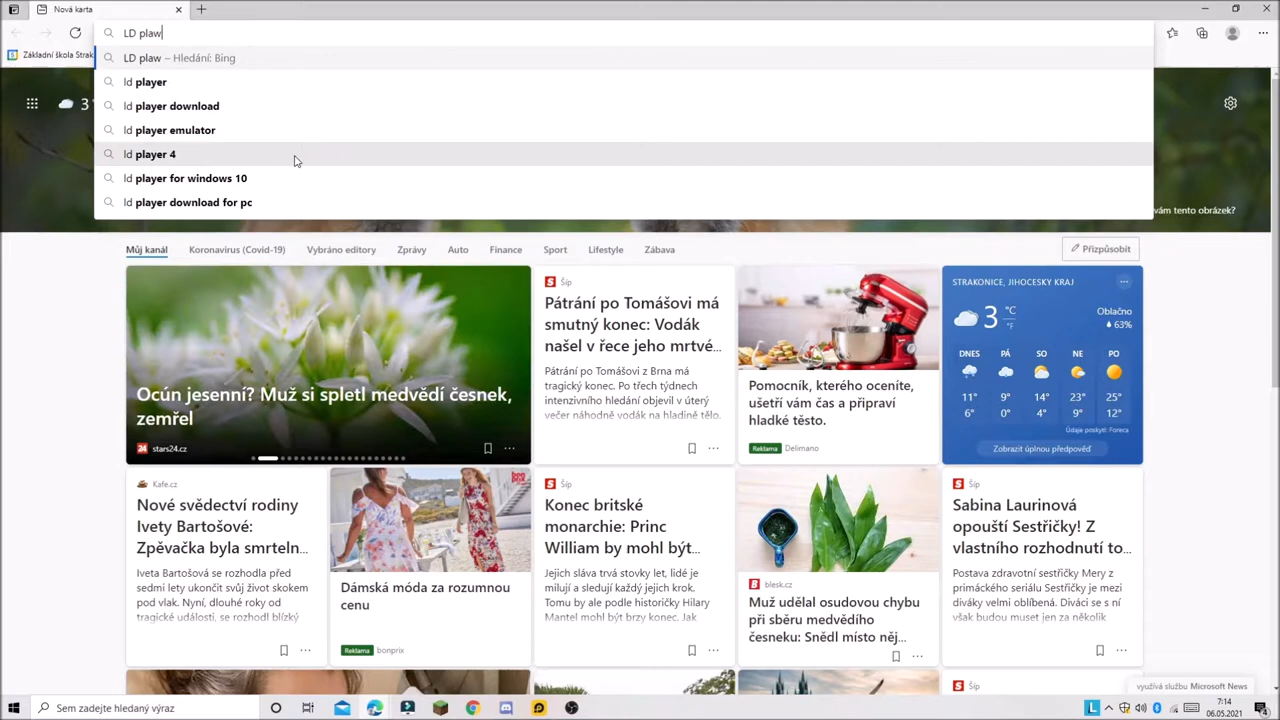 Nová karta
LD plaw
Základní škola Strak
LD plaw – Hledání: Bing
ld player
ld player download
ld player emulator
ld player 4
ld player for windows 10
ld player download for pc
3
vám tento obrázek?
Můj kanál
Koronavirus (Covid-19)
Vybrané editory
Zprávy
Auto
Finance
Sport
Lifestyle
Zábava
Přizpůsobit
Ocún jesenní? Muž si spletl medvědí česnek,
zemřel
24 stars24.cz
Š Šíp
Pátrání po Tomášovi má
smutný konec: Vodák
našel v řece jeho mrtvé...
Pátrání po Tomášovi z Brna má
tragický konec. Po třech týdnech
intenzivního hledání objevil v úterý
večer náhodně vodák na hladině tělo.
Pomocník, kterého oceníte,
ušetří vám čas a připraví
hladké těsto.
Reklama Delimano
STRAKONICE, JIHOCESKY KRAJ
3 °C
°F
Oblačno
63%
DNES PÁ SO NE PO
11° 9° 14° 23° 25°
6° 0° 4° 9° 12°
Údaje poskytl: Foreca
Zobrazit úplnou předpověď
Kafe.cz
Nové svědectví rodiny
Ivety Bartošové:
Zpěvačka byla smrteln...
Iveta Bartošová se rozhodla před
sedmi lety ukončit svůj život skokem
pod vlak. Nyní, dlouhé roky od
tragické události, se rozhodl blízký
bon
prix
Dámská móda za rozumnou
cenu
Reklama bonprix
Š Šíp
Konec britské
monarchie: Princ
William by mohl být...
Jejich sláva trvá stovky let, lidé je
milují a sledují každý jejich krok.
Tomu by ale podle historičky Hilary
Mantel mohl být brzy konec. Jak
B blesk.cz
Muž udělal osudovou chybu
při sběru medvědího
česneku: Snědl místo něj...
Š Šíp
Sabina Laurinová
opouští Sestřičky! Z
vlastního rozhodnutí to...
Postava zdravotní sestřičky Mery z
primáckého seriálu Sestřičky je mezi
diváky velmi oblíbená. Diváci se s ní
však budou muset jen za několik
Š Šíp
využívá službu Microsoft News
Sem zadejte hledaný výraz
L
7:14
06.05.2021
4